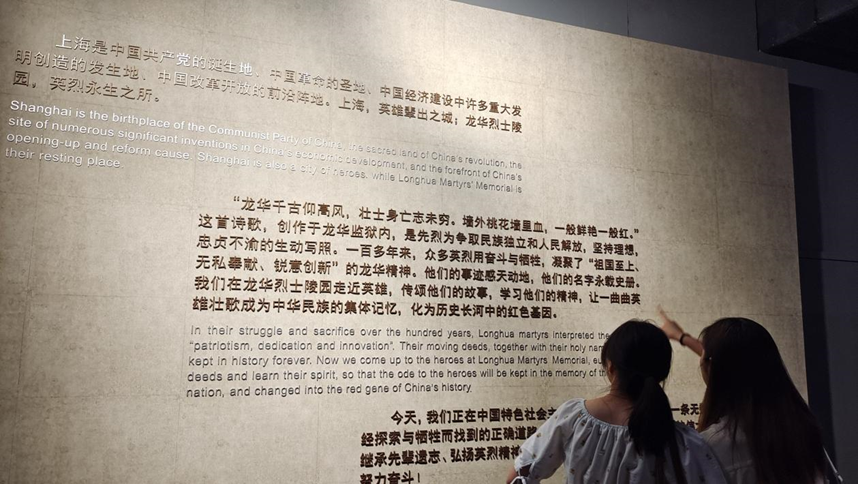 上海是中国共产党的诞生地、中国革命的圣地、中国经济建设中许多重大发
明创造的发生地、中国改革开放的前沿阵地。上海，英雄辈出之城；龙华烈士陵
园，英烈永生之所。
Shanghai is the birthplace of the Communist Party of China, the sacred land of China's revolution, the
site of numerous significant inventions in China's economic development, and the forefront of China's
opening-up and reform cause. Shanghai is also a city of heroes, while Longhua Martyrs' Memorial is
their resting place.
“龙华千古仰高风，壮士身亡志未穷。墙外桃花墙里血，一般鲜艳一般红。”
这首诗歌，创作于龙华监狱内，是先烈为争取民族独立和人民解放，坚持理想，
忠贞不渝的生动写照。一百多年来，众多英烈用奋斗与牺牲，凝聚了“祖国至上、
无私奉献、锐意创新”的龙华精神。他们的事迹感天动地，他们的名字永载史册。
我们在龙华烈士陵园走近英雄，传颂他们的故事，学习他们的精神，让一曲曲英
雄壮歌成为中华民族的集体记忆，化为历史长河中的红色基因。
In their struggle and sacrifice over the hundred years, Longhua martyrs interpreted the
“patriotism, dedication and innovation”. Their moving deeds, together with their holy
kept in history forever. Now we come up to the heroes at Longhua Martyrs' Memorial,
deeds and learn their spirit, so that the ode to the heroes will be kept in the memory of the
nation, and changed into the red gene of China's history.
今天，我们正在中国特色社会 一条无
经探索与牺牲而找到的正确道
继承先辈遗志、弘扬英烈精
努力奋斗！